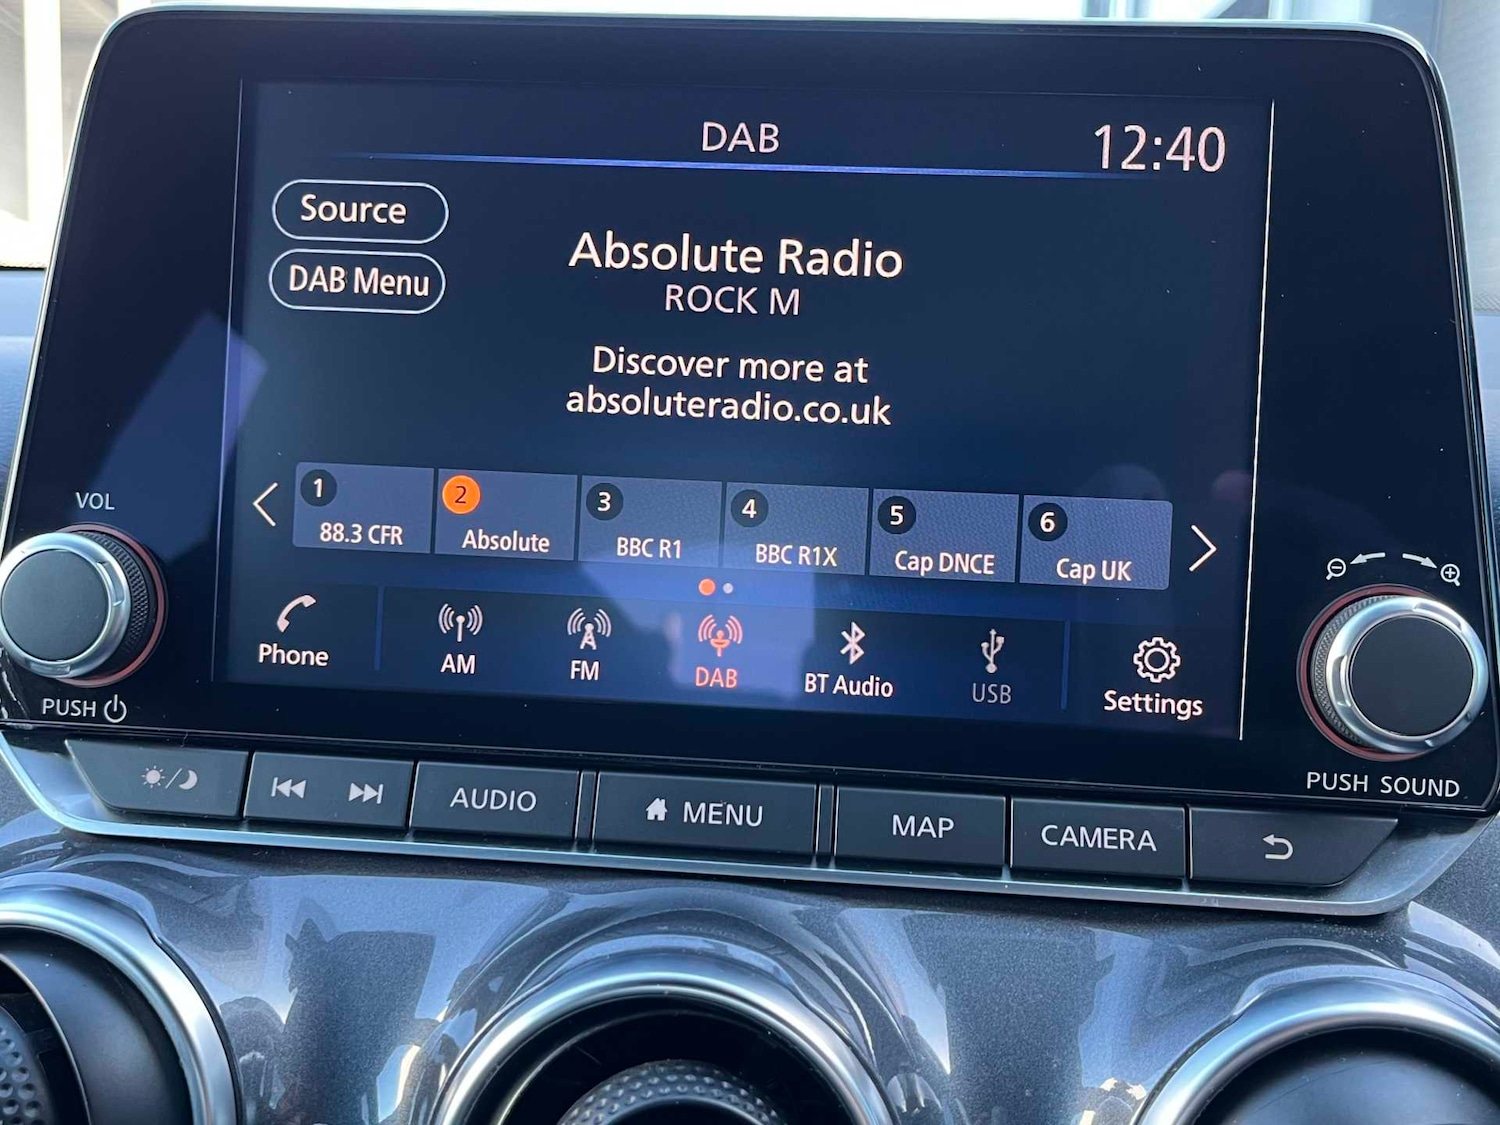 DAB
12:40
Source
DAB Menu
Absolute Radio
ROCK M
Discover more at
absoluteradio.co.uk
1
88.3 CFR
2
Absolute
3
BBC R1
4
BBC R1X
5
Cap DNCE
6
Cap UK
Phone
AM
FM
DAB
BT Audio
USB
Settings
VOL
PUSH
PUSH SOUND
AUDIO
MENU
MAP
CAMERA